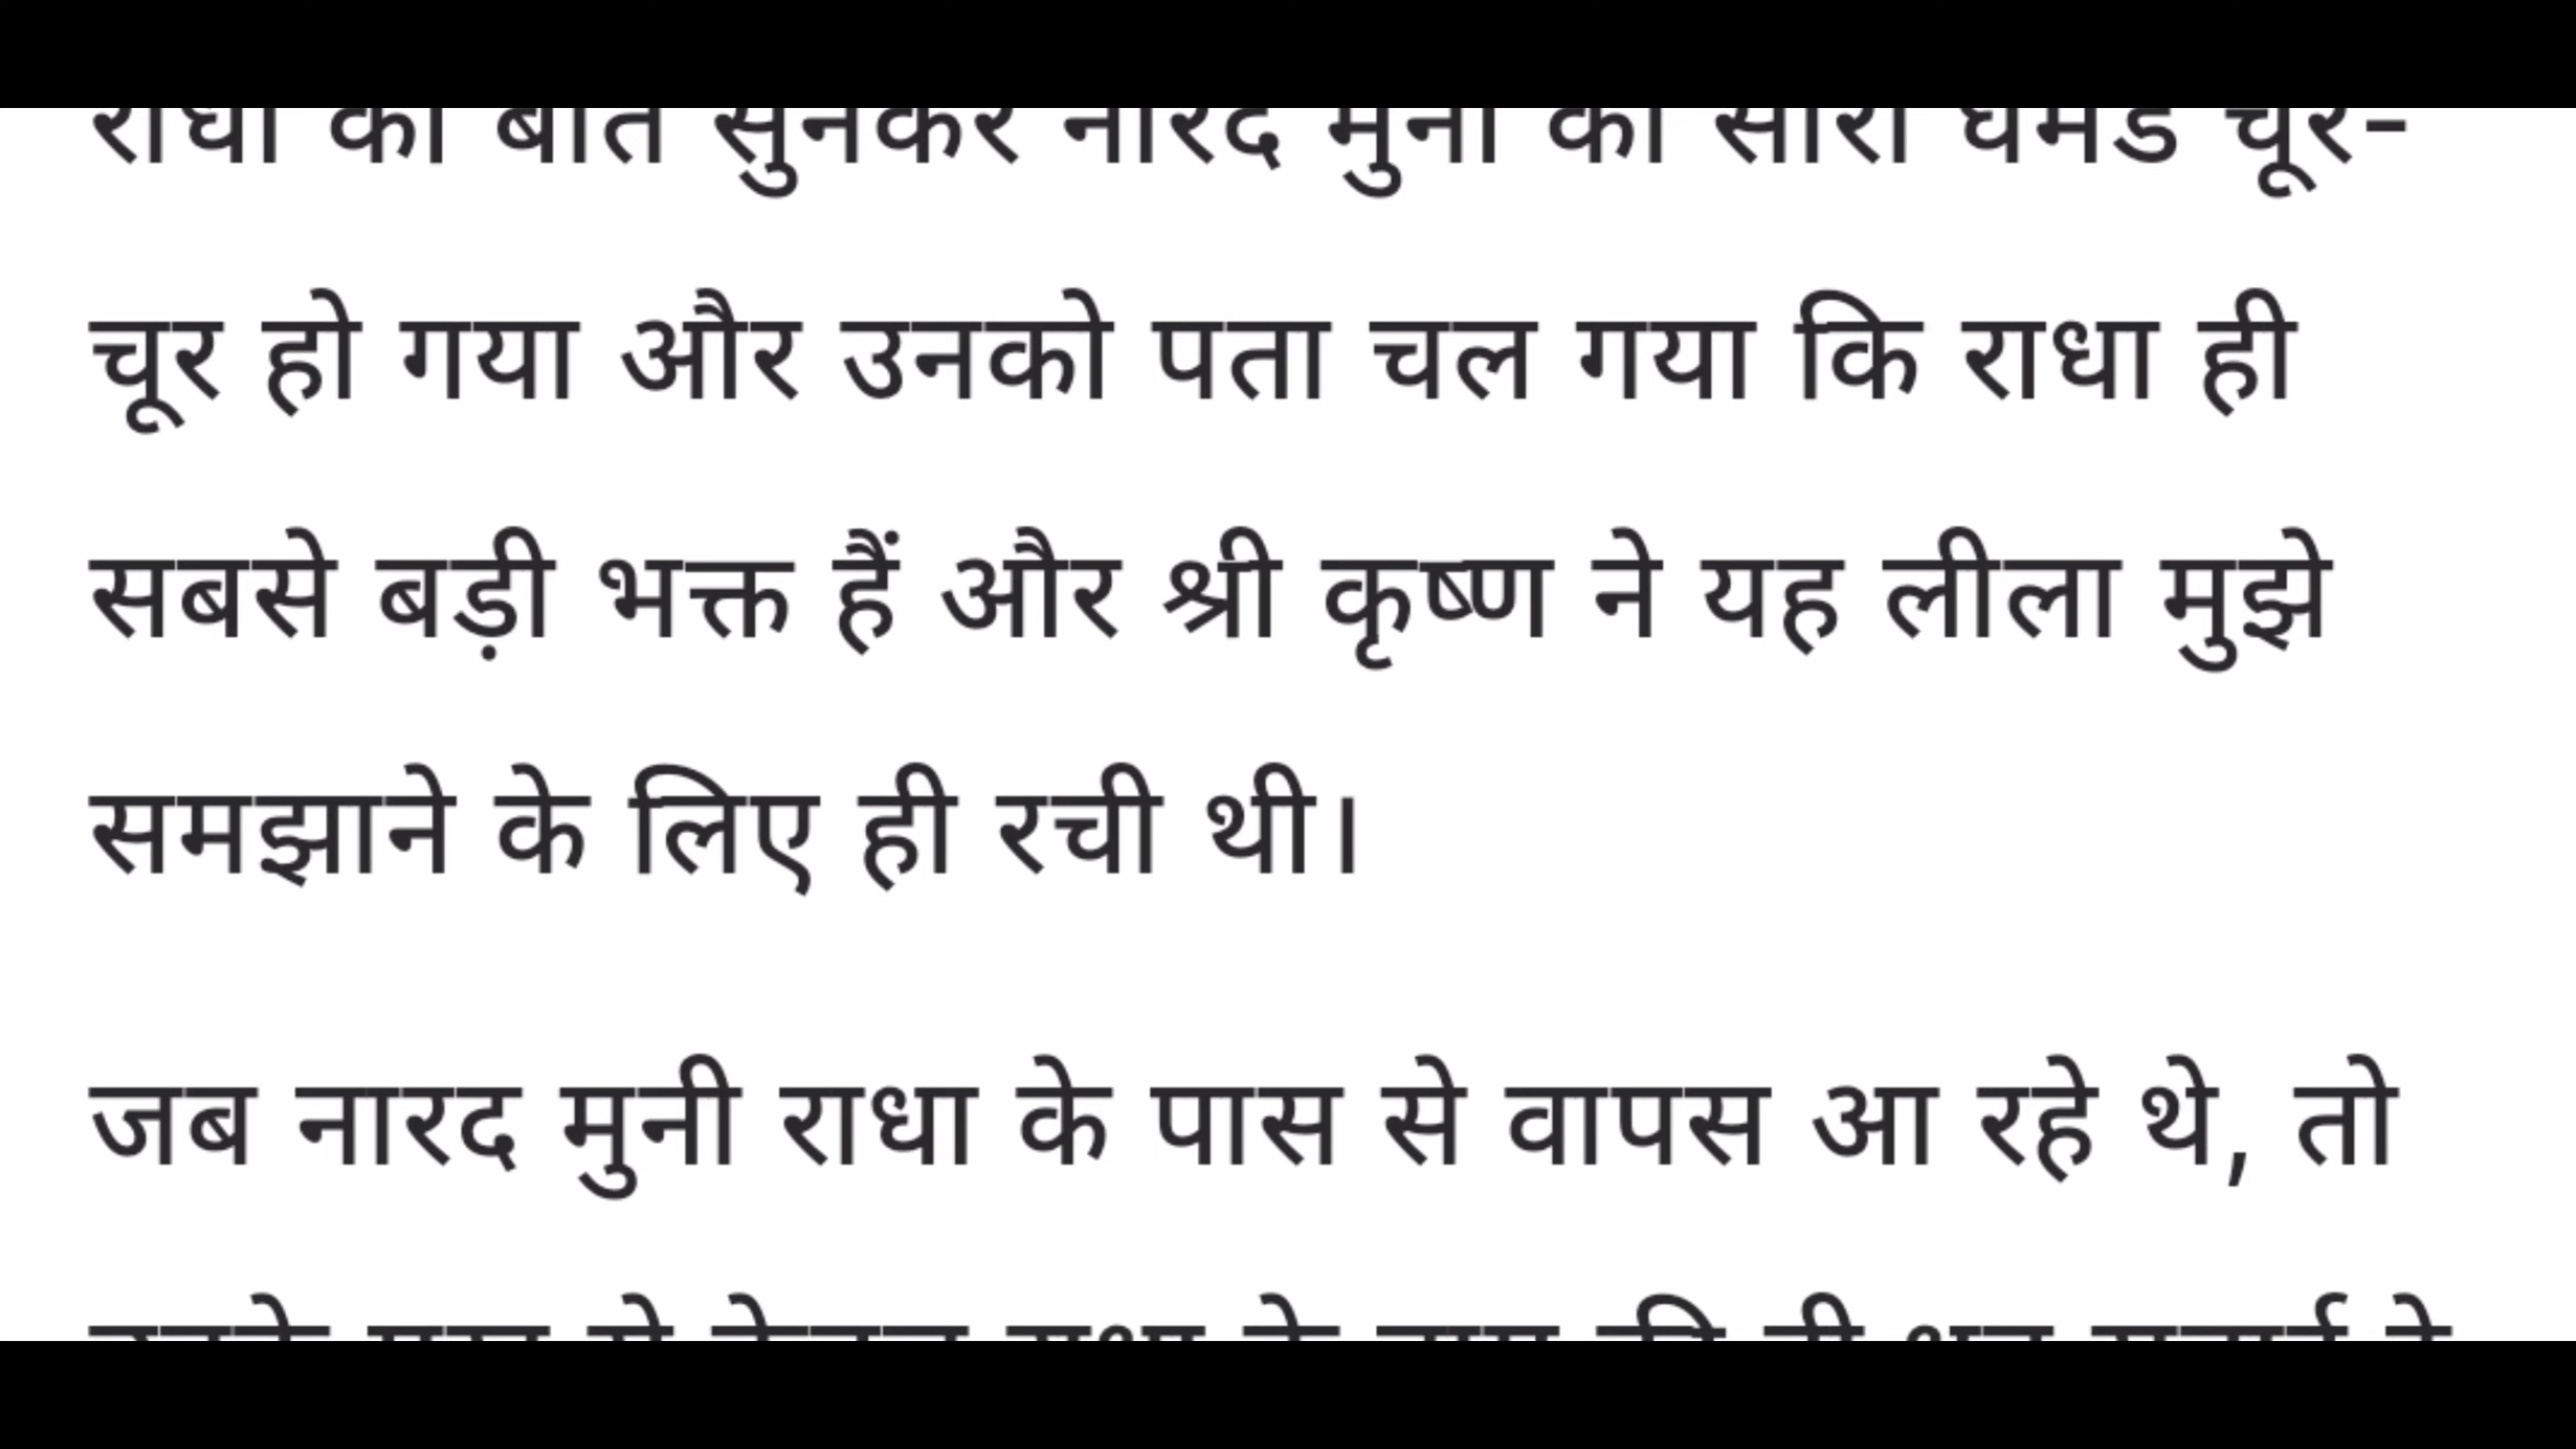 राधा की बात सुनकर नारद मुनी का सारा घमंड चूर-
चूर हो गया और उनको पता चल गया कि राधा ही
सबसे बड़ी भक्त हैं और श्री कृष्ण ने यह लीला मुझे
समझाने के लिए ही रची थी।
जब नारद मुनी राधा के पास से वापस आ रहे थे, तो